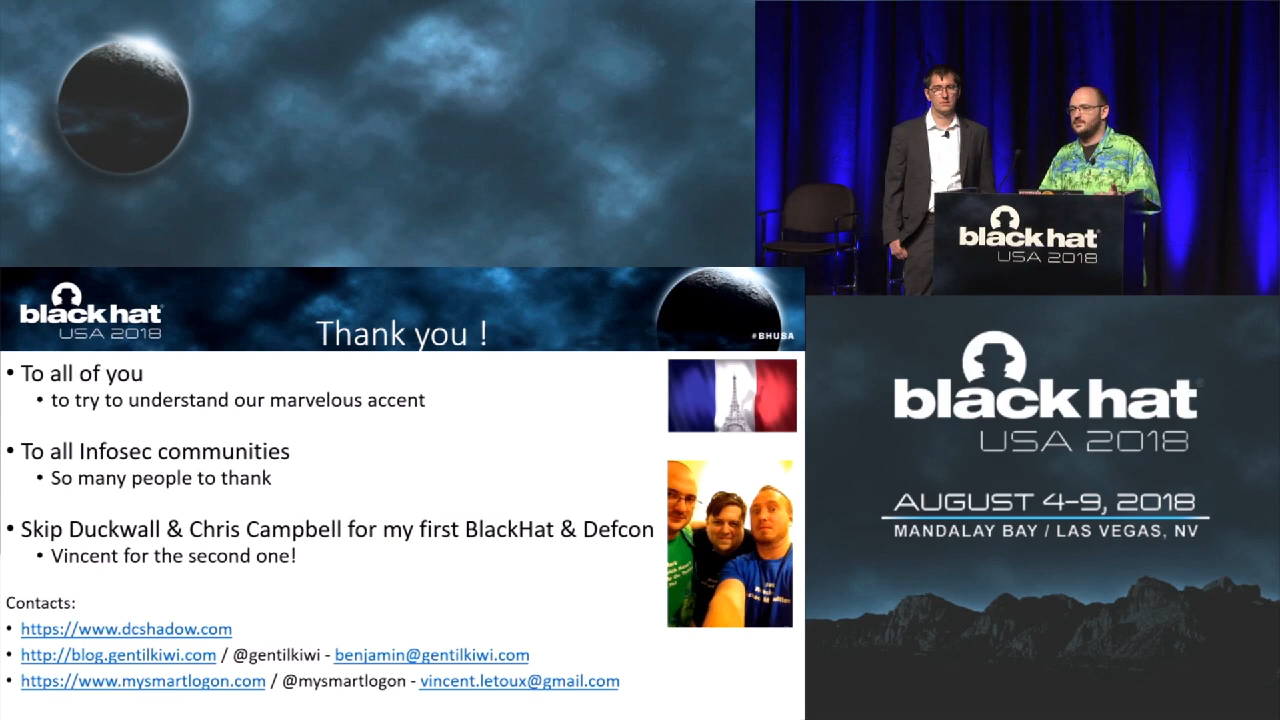 black hat
USA 2018
black hat
USA 2018
Thank you !
#BHUSA
• To all of you
• to try to understand our marvelous accent
• To all Infosec communities
• So many people to thank
• Skip Duckwall & Chris Campbell for my first BlackHat & Defcon
• Vincent for the second one!
Contacts:
• https://www.dcshadow.com
• http://blog.gentilkiwi.com / @gentilkiwi - benjamin@gentilkiwi.com
• https://www.mysmartlogon.com / @mysmartlogon - vincent.letoux@gmail.com
black hat
USA 2018
AUGUST 4-9, 2018
MANDALAY BAY / LAS VEGAS, NV